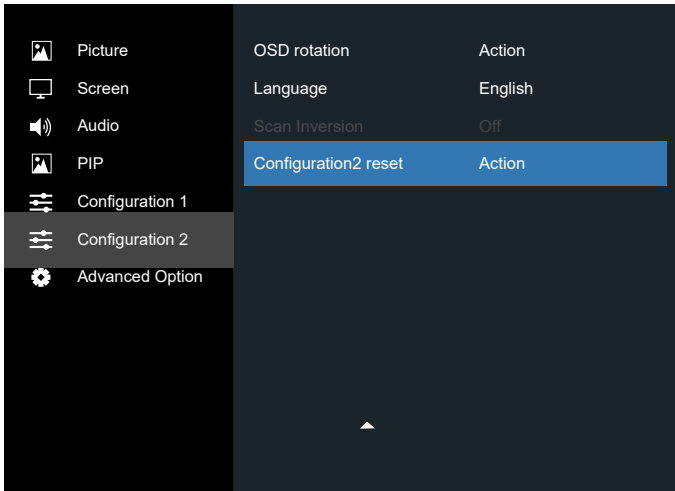 Picture
Screen
Audio
PIP
Configuration 1
Configuration 2
Advanced Option
OSD rotation Action
Language English
Scan Inversion Off
Configuration2 reset Action